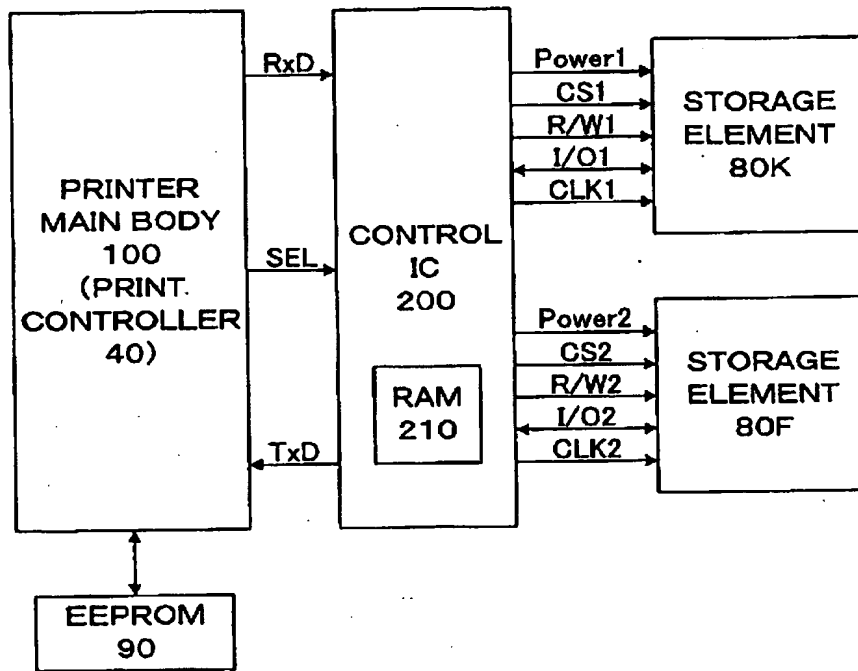 PRINTER
MAIN BODY
100
(PRINT.
CONTROLLER
40)
EEPROM
90
RxD
SEL
TxD
CONTROL
IC
200
RAM
210
Power1
CS1
R/W1
I/O1
CLK1
STORAGE
ELEMENT
80K
Power2
CS2
R/W2
I/O2
CLK2
STORAGE
ELEMENT
80F